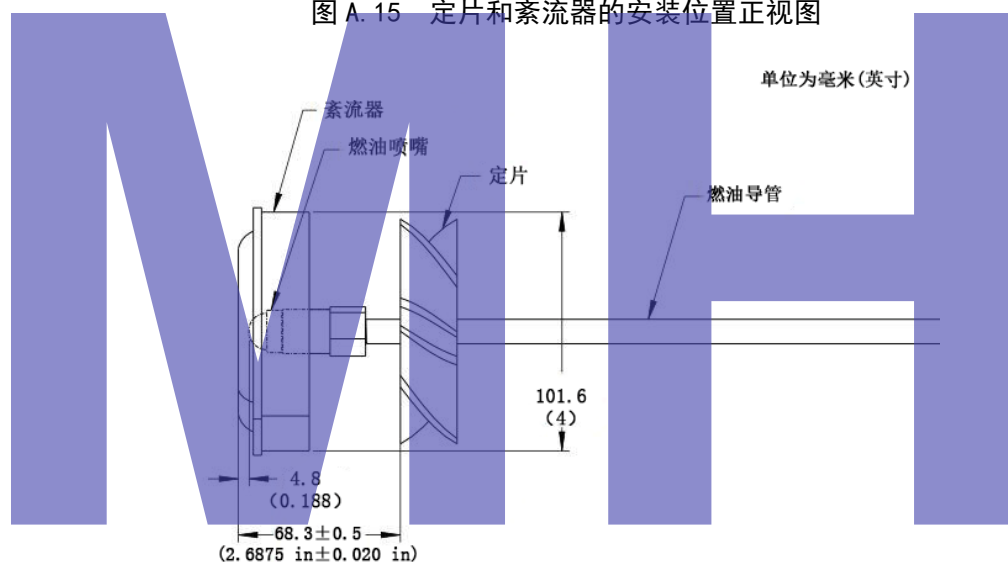 图 A.15 定片和紊流器的安装位置正视图
单位为毫米(英寸)
紊流器
燃油喷嘴
定片
燃油导管
101.6
(4)
4.8
(0.188)
68.3±0.5
(2.6875 in±0.020 in)
MH